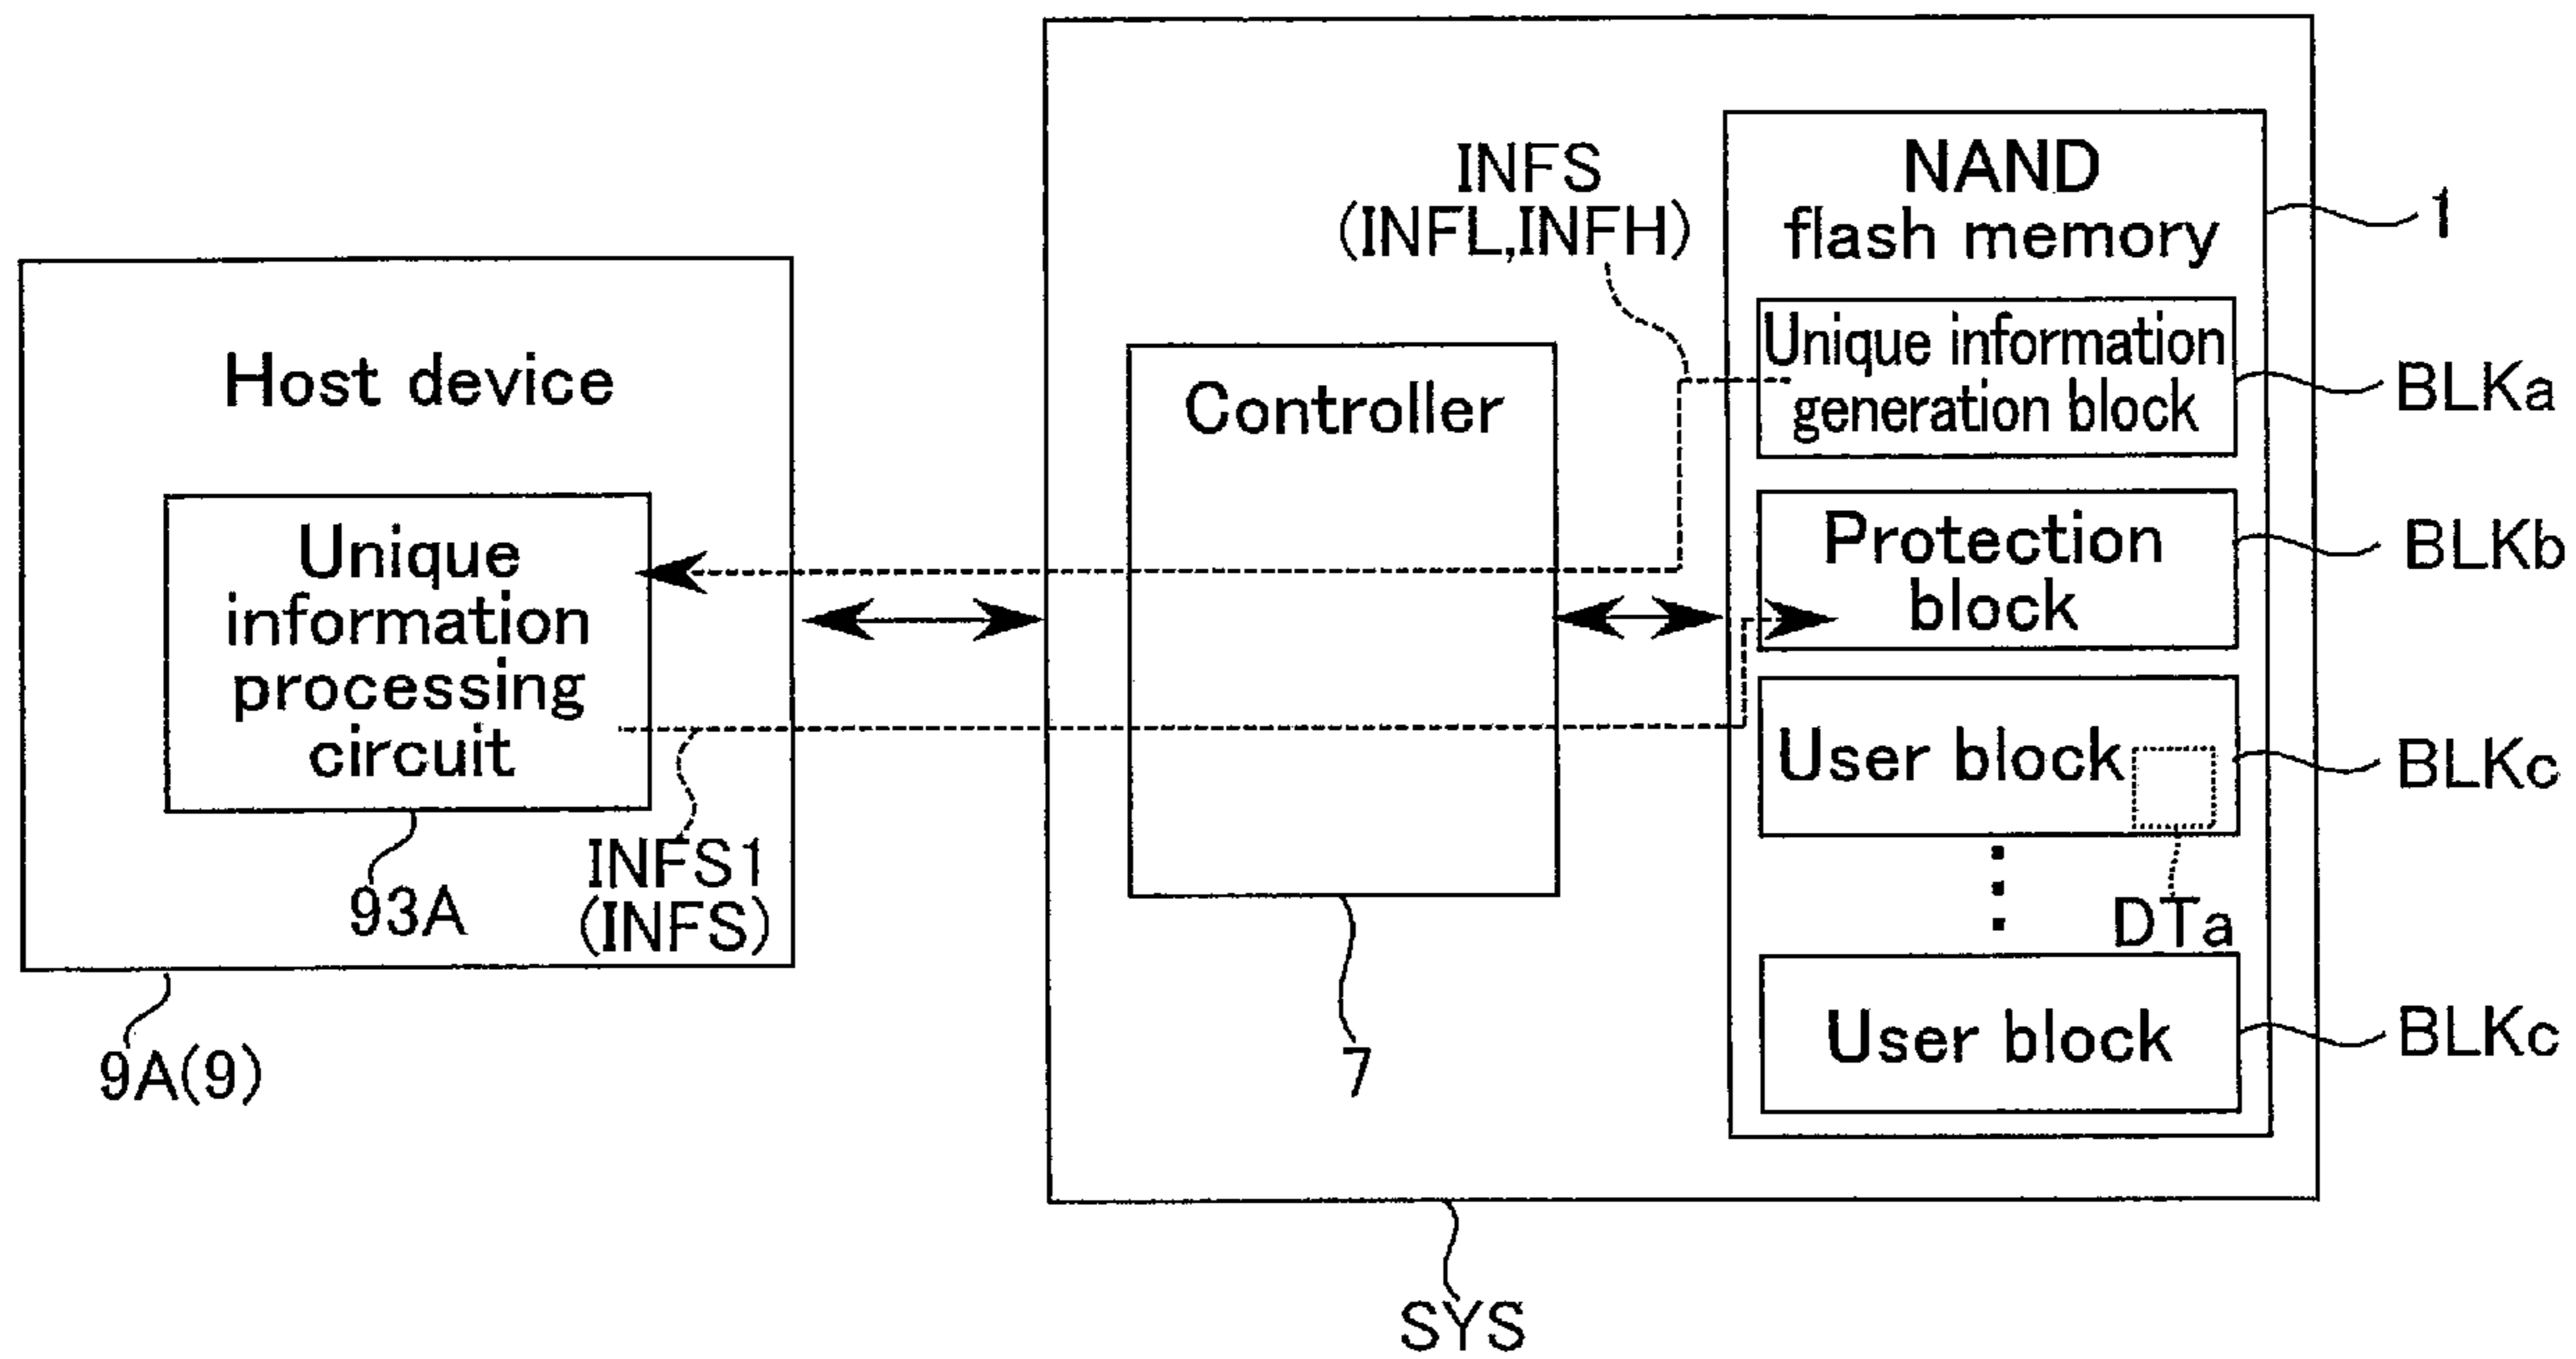 Host device
Unique
information
processing
circuit
93A
INFS1
(INFS)
9A(9)
Controller
7
INFS
(INFL,INFH)
NAND
flash memory
1
Unique information
generation block
BLKa
Protection
block
BLKb
User block
BLKc
DTa
User block
BLKc
SYS